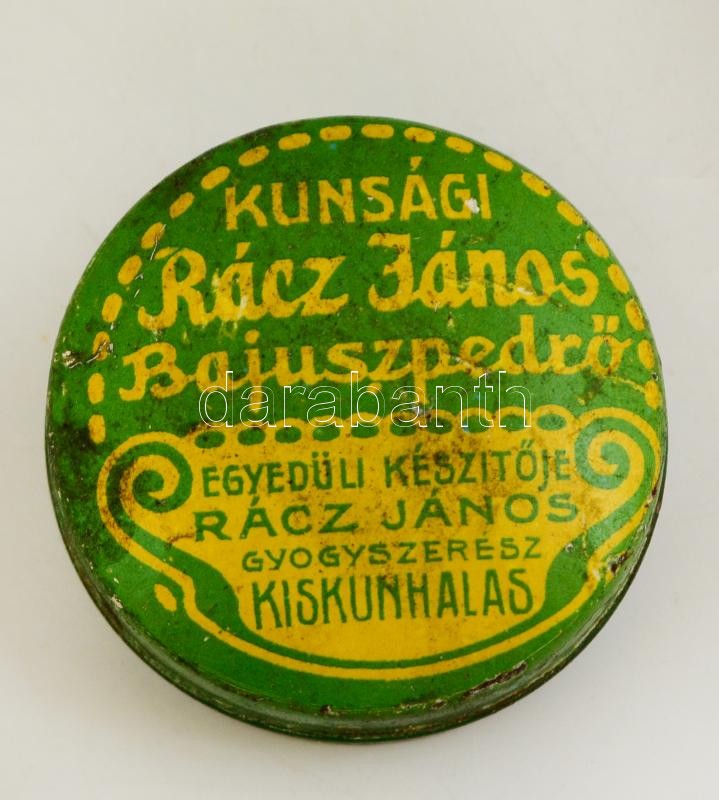 KUNSÁGI
Rácz János
Bajuszpedrő
darabanth
EGYEDÜLI KÉSZITŐJE
RÁCZ JÁNOS
GYOGYSZERÉSZ
KISKUNHALAS